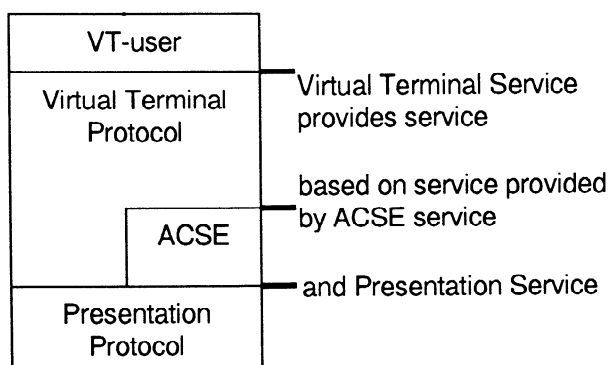 VT-user
Virtual Terminal
Protocol
Virtual Terminal Service
provides service
based on service provided
by ACSE service
ACSE
and Presentation Service
Presentation
Protocol